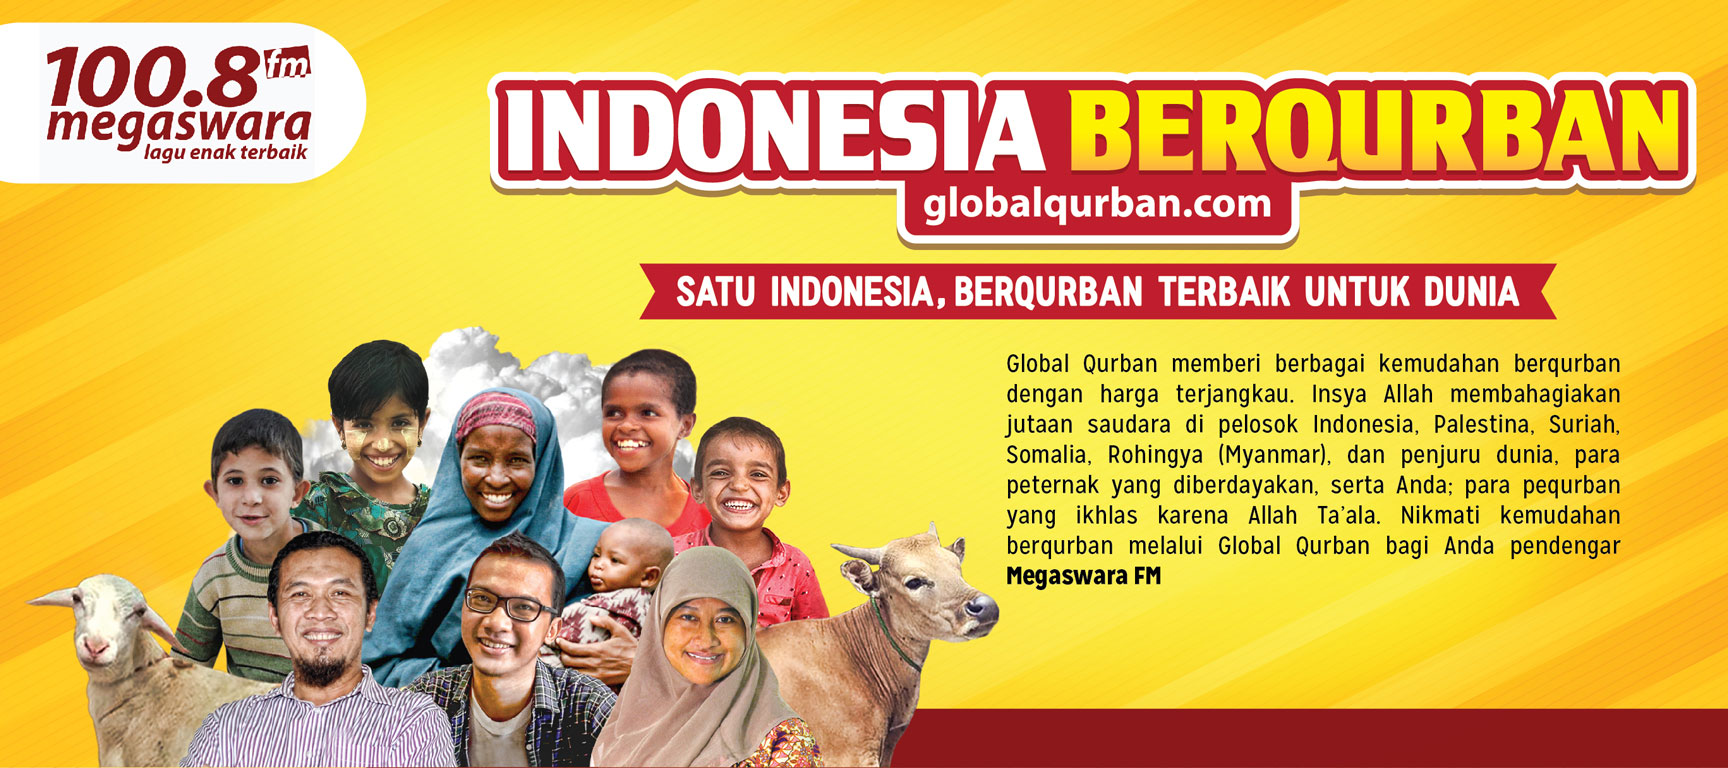 100.8 fm
megaswara
lagu enak terbaik
INDONESIA BERQURBAN
globalqurban.com
SATU INDONESIA, BERQURBAN TERBAIK UNTUK DUNIA
Global Qurban memberi berbagai kemudahan berqurban
dengan harga terjangkau. Insya Allah membahagiakan
jutaan saudara di pelosok Indonesia, Palestina, Suriah,
Somalia, Rohingya (Myanmar), dan penjuru dunia, para
peternak yang diberdayakan, serta Anda; para pequrban
yang ikhlas karena Allah Ta'ala. Nikmati kemudahan
berqurban melalui Global Qurban bagi Anda pendengar
Megaswara FM